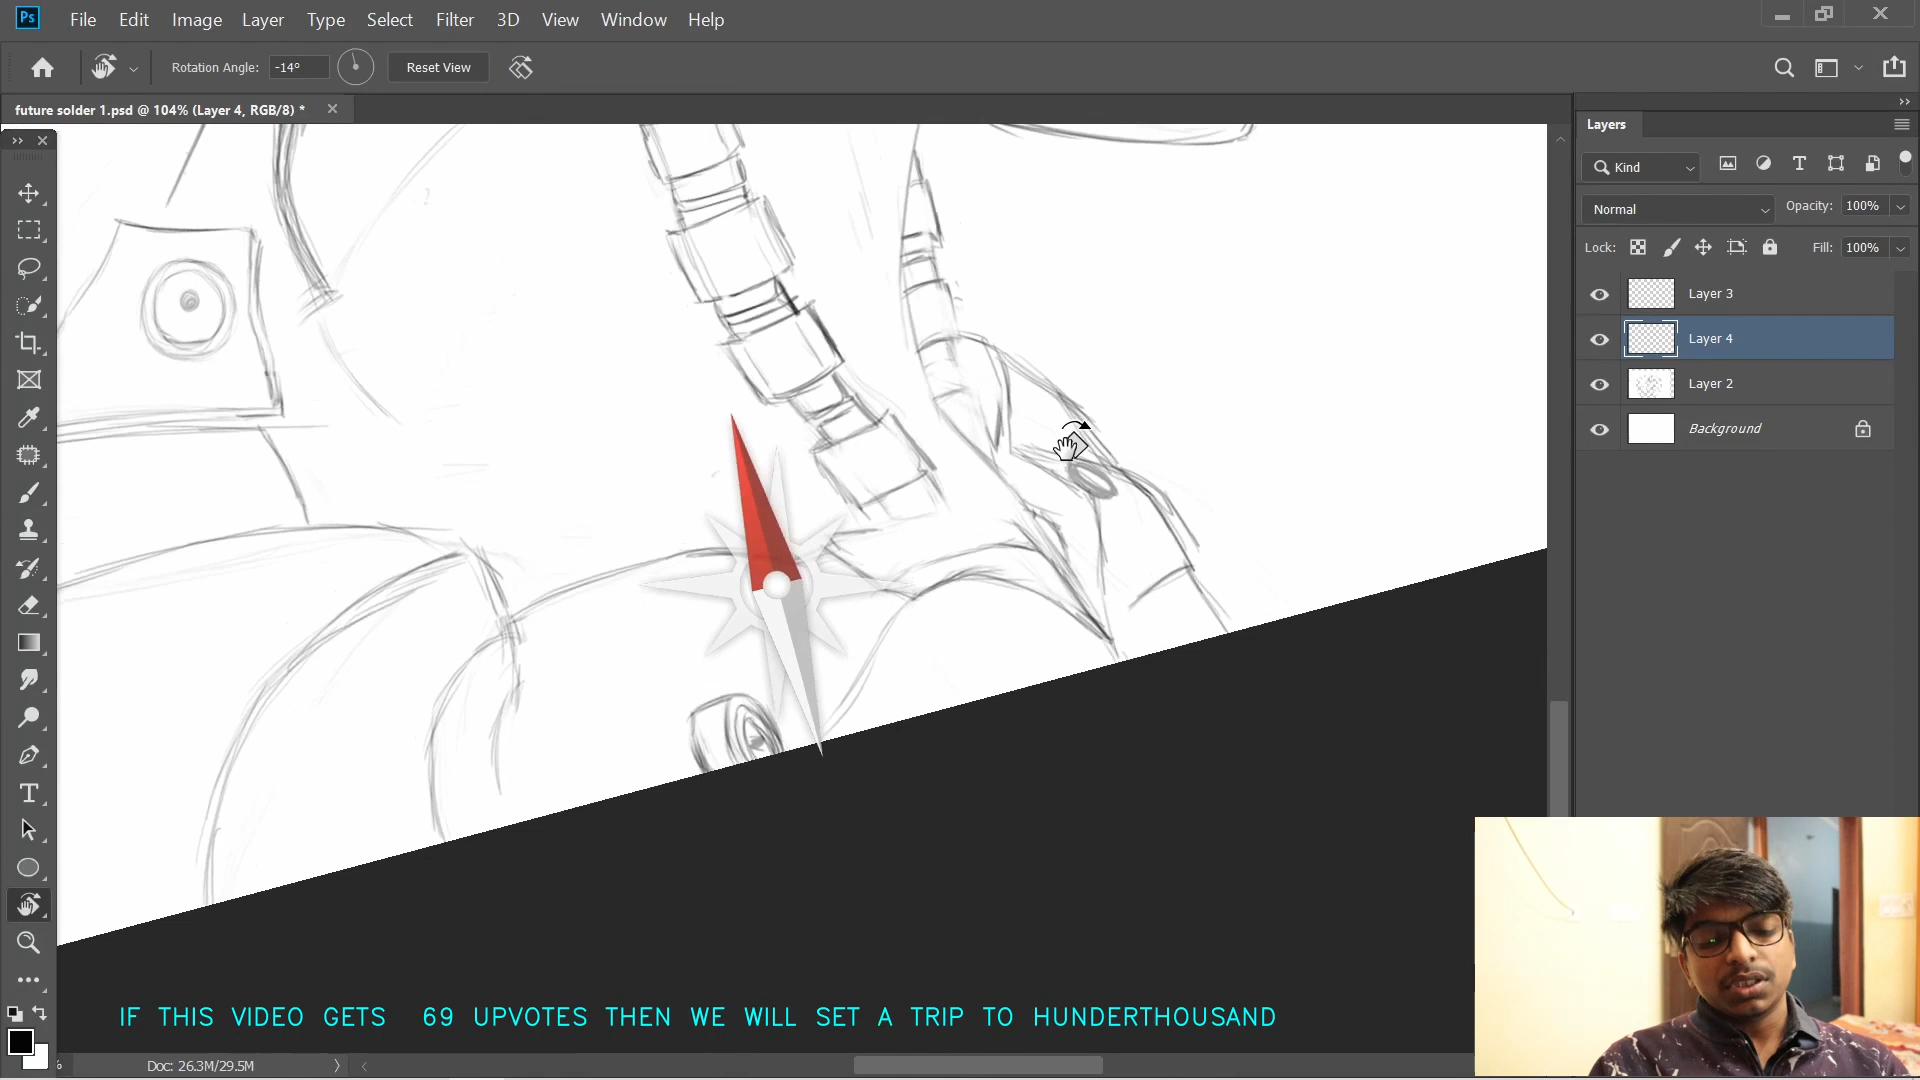 Ps File Edit Image Layer Type Select Filter 3D View Window Help
Rotation Angle: -14° Reset View
future solder 1.psd @ 104% (Layer 4, RGB/8) *
Layers
Kind
Normal Opacity: 100%
Lock: Fill: 100%
Layer 3
Layer 4
Layer 2
Background
IF THIS VIDEO GETS 69 UPVOTES THEN WE WILL SET A TRIP TO HUNDERTHOUSAND
% Doc: 26.3M/29.5M